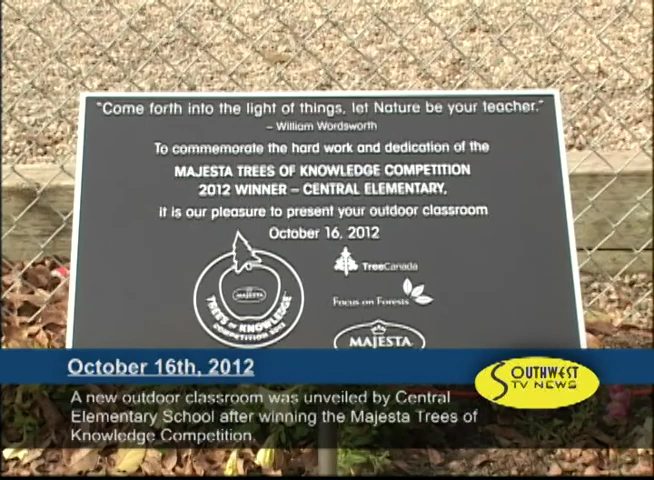 "Come forth into the light of things, let Nature be your teacher."
– William Wordsworth
To commemorate the hard work and dedication of the
MAJESTA TREES OF KNOWLEDGE COMPETITION
2012 WINNER – CENTRAL ELEMENTARY,
it is our pleasure to present your outdoor classroom
October 16, 2012
MAJESTA
TREES OF KNOWLEDGE
COMPETITION 2012
TreeCanada
Focus on Forests
MAJESTA
October 16th, 2012
SOUTHWEST
TV NEWS
A new outdoor classroom was unveiled by Central
Elementary School after winning the Majesta Trees of
Knowledge Competition.